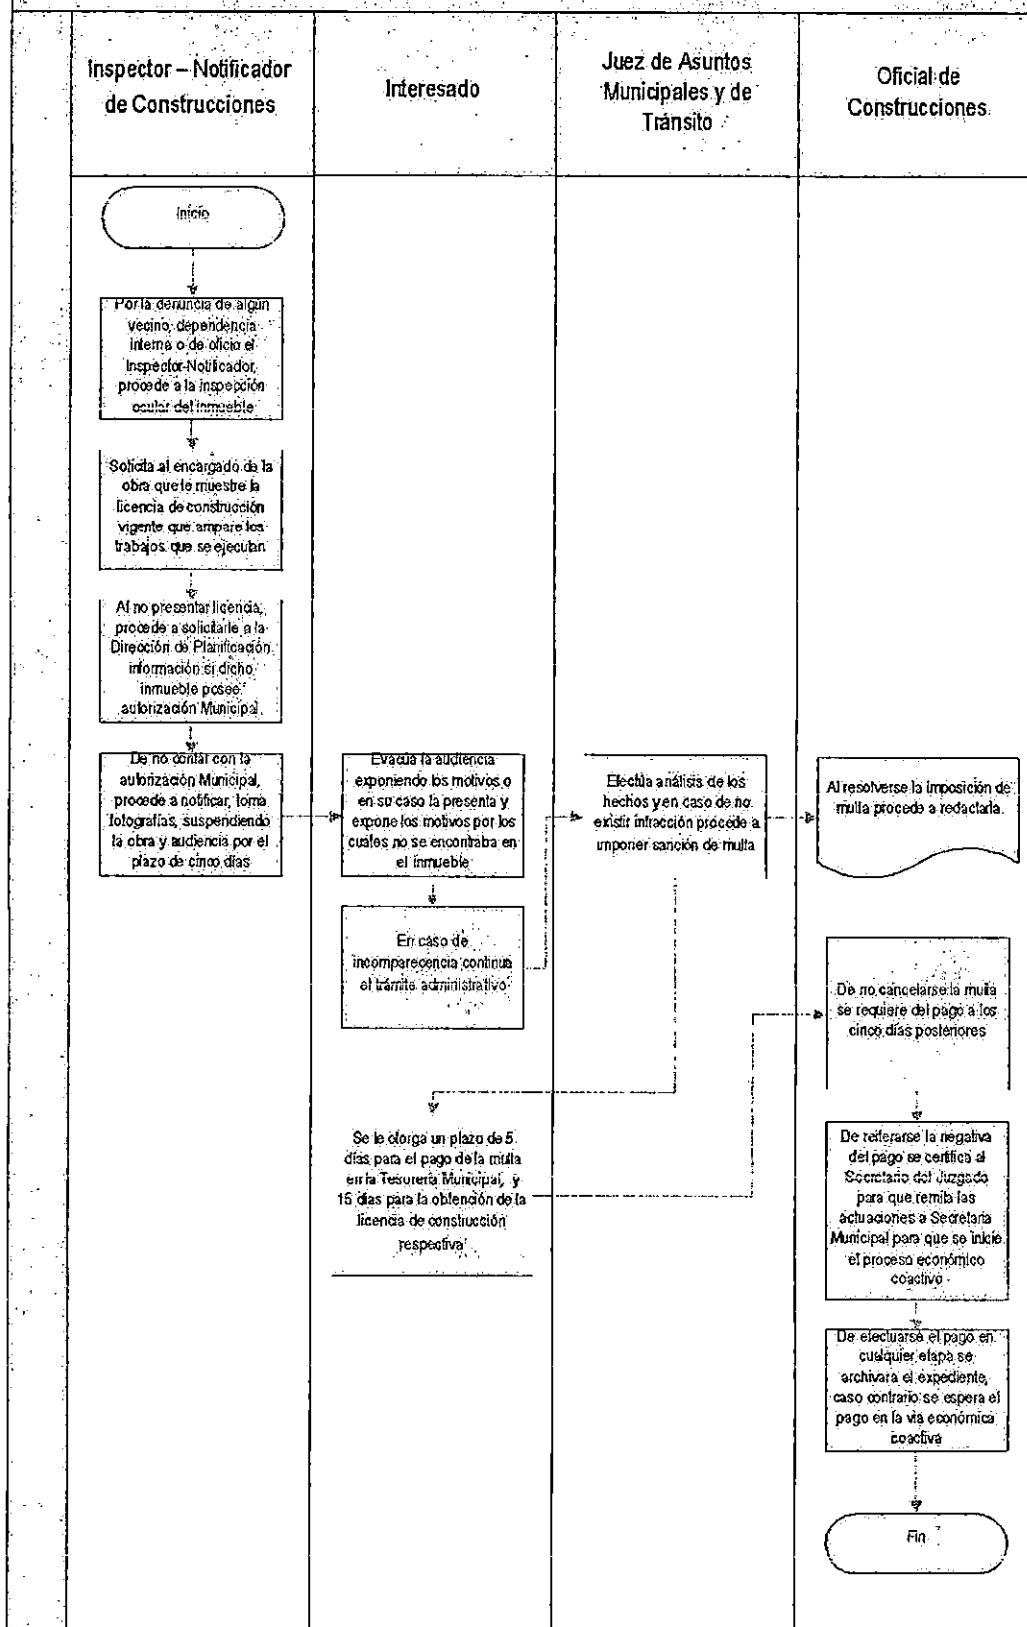 Inspector – Notificador
de Construcciones
Interesado
Juez de Asuntos
Municipales y de
Tránsito
Oficial de
Construcciones
Inicio
Por la denuncia de algún
vecino, dependencia
interna o de oficio el
Inspector-Notificador,
procede a la inspección
ocular del inmueble
Solicita al encargado de la
obra que le muestre la
licencia de construcción
vigente que ampare los
trabajos que se ejecutan
Al no presentar licencia,
procede a solicitarle a la
Dirección de Planificación
información si dicho
inmueble posee
autorización Municipal
De no contar con la
autorización Municipal,
procede a notificar, toma
fotografías, suspendiendo
la obra y audiencia por el
plazo de cinco días
Evacúa la audiencia
exponiendo los motivos o
en su caso la presenta y
expone los motivos por los
cuales no se encontraba en
el inmueble
Efectúa análisis de los
hechos y en caso de no
existir infracción procede a
imponer sanción de multa
Al resolverse la imposición de
multa procede a redactarla.
En caso de
incomparecencia continua
el trámite administrativo
De no cancelarse la multa
se requiere del pago a los
cinco días posteriores
Se le otorga un plazo de 5
días para el pago de la multa
en la Tesorería Municipal, y
15 días para la obtención de la
licencia de construcción
respectiva
De reiterarse la negativa
del pago se certifica al
Secretario del Juzgado
para que remita las
actuaciones a Secretaria
Municipal para que se inicie
el proceso económico
coactivo
De efectuarse el pago en
cualquier etapa se
archivara el expediente,
caso contrario se espera el
pago en la vía económica
coactiva
Fin